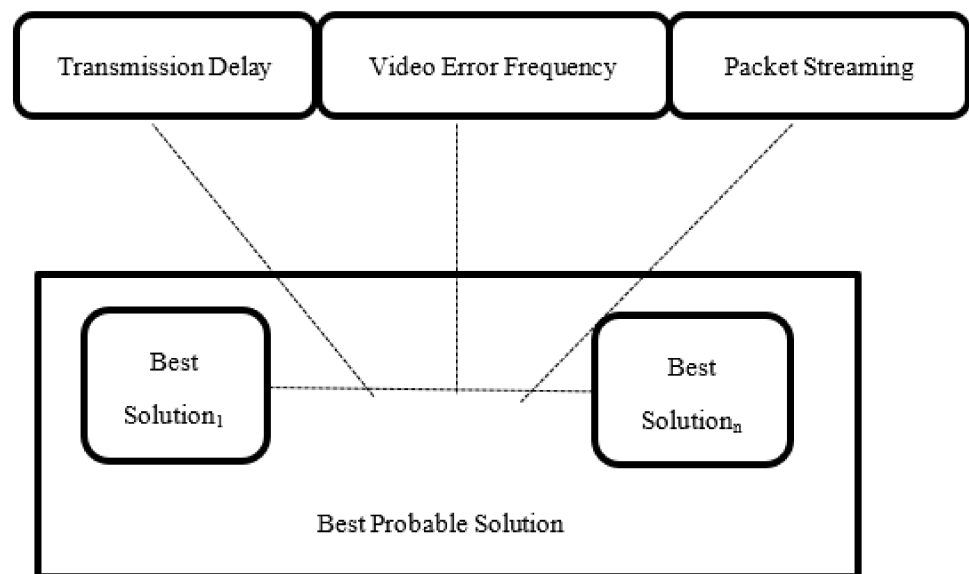 Transmission Delay
Video Error Frequency
Packet Streaming
Best
Solution₁
Best
Solutionₙ
Best Probable Solution